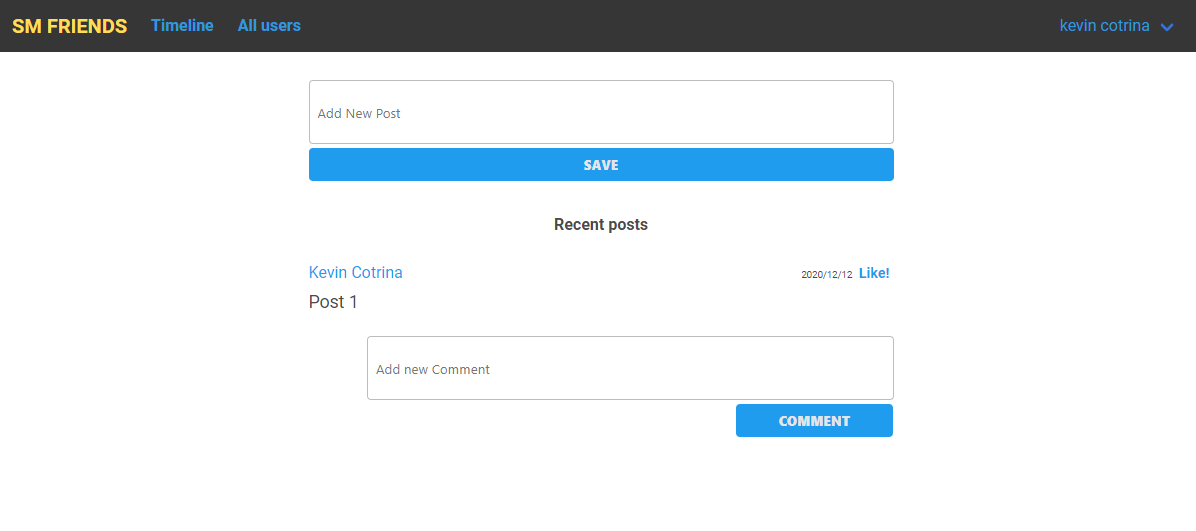 SM FRIENDS Timeline All users kevin cotrina
Add New Post
SAVE
Recent posts
Kevin Cotrina 2020/12/12 Like!
Post 1
Add new Comment
COMMENT